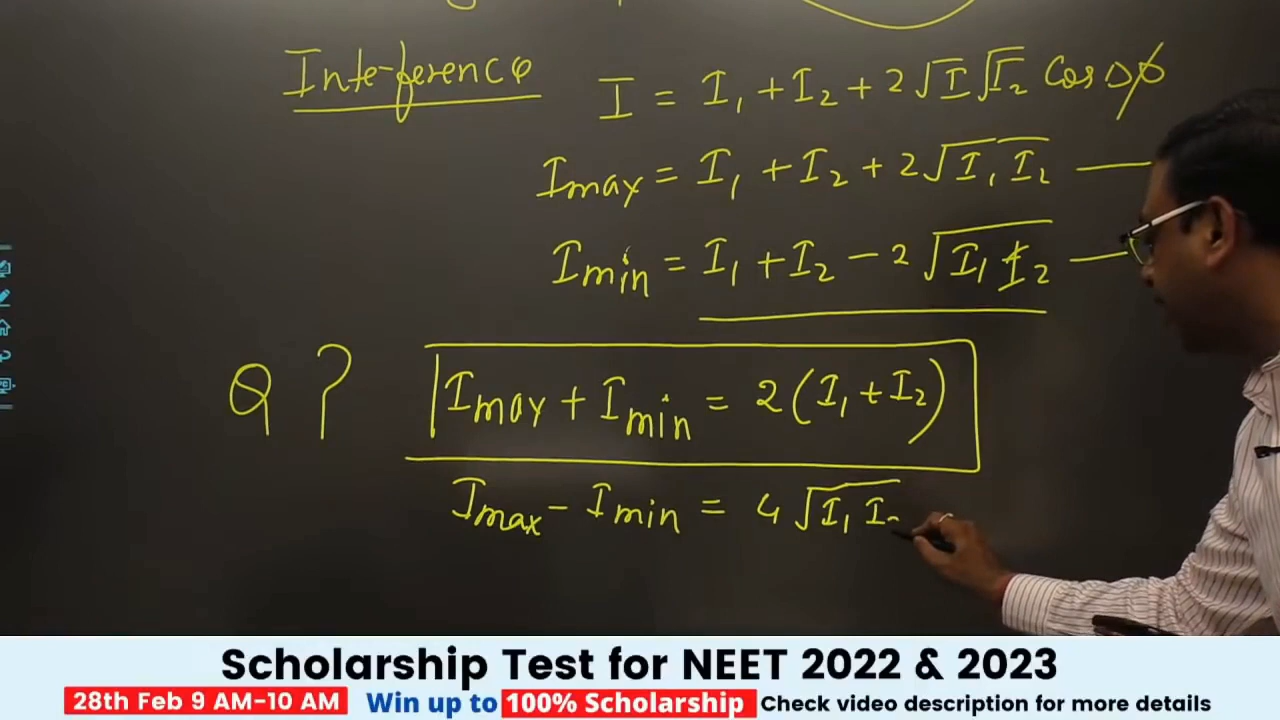 Inteference I = I₁ + I₂ + 2√I √I₂ Cos Δϕ
Imax = I₁ + I₂ + 2√I₁ I₂
Imin = I₁ + I₂ − 2√I₁ I₂
Q ? Imax + Imin = 2(I₁ + I₂)
Imax − Imin = 4√I₁ I₂
Scholarship Test for NEET 2022 & 2023
28th Feb 9 AM-10 AM Win up to 100% Scholarship Check video description for more details